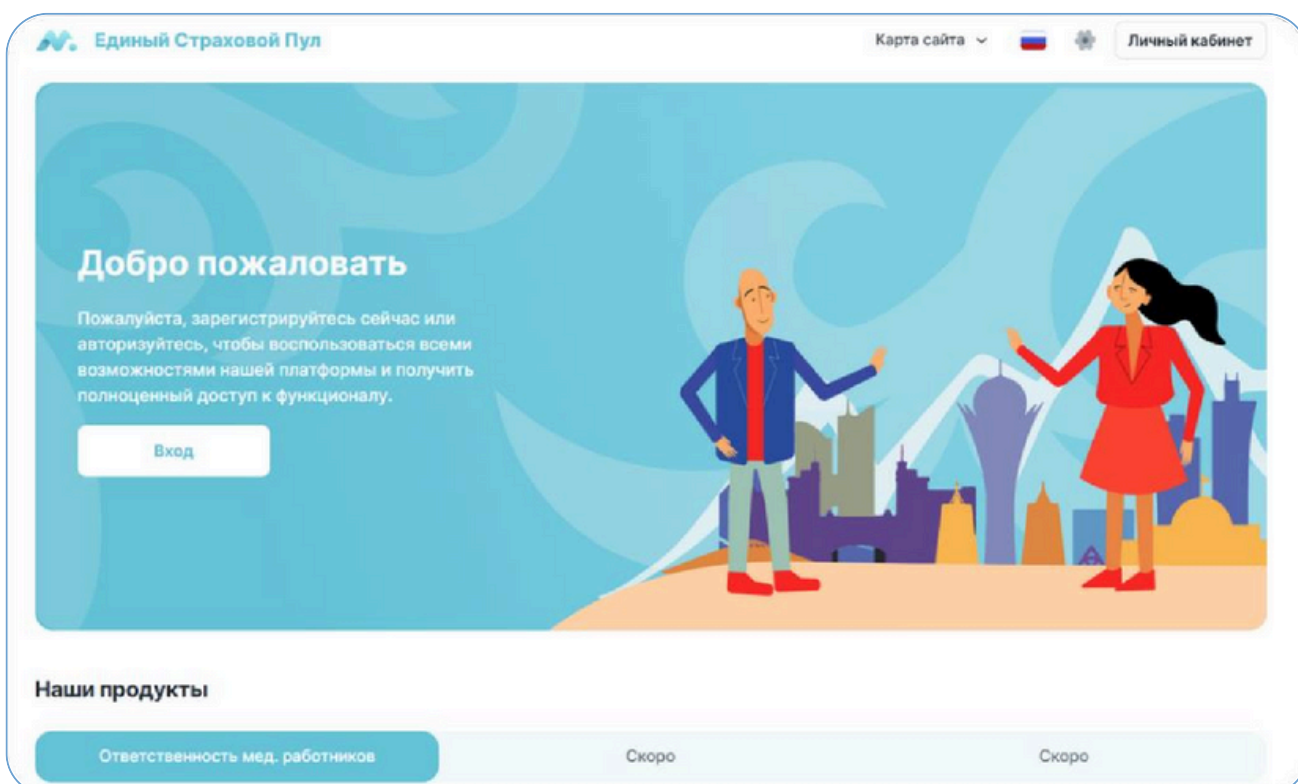 Единый Страховой Пул
Карта сайта
Личный кабинет
Добро пожаловать
Пожалуйста, зарегистрируйтесь сейчас или
авторизуйтесь, чтобы воспользоваться всеми
возможностями нашей платформы и получить
полноценный доступ к функционалу.
Вход
Наши продукты
Ответственность мед. работников
Скоро
Скоро